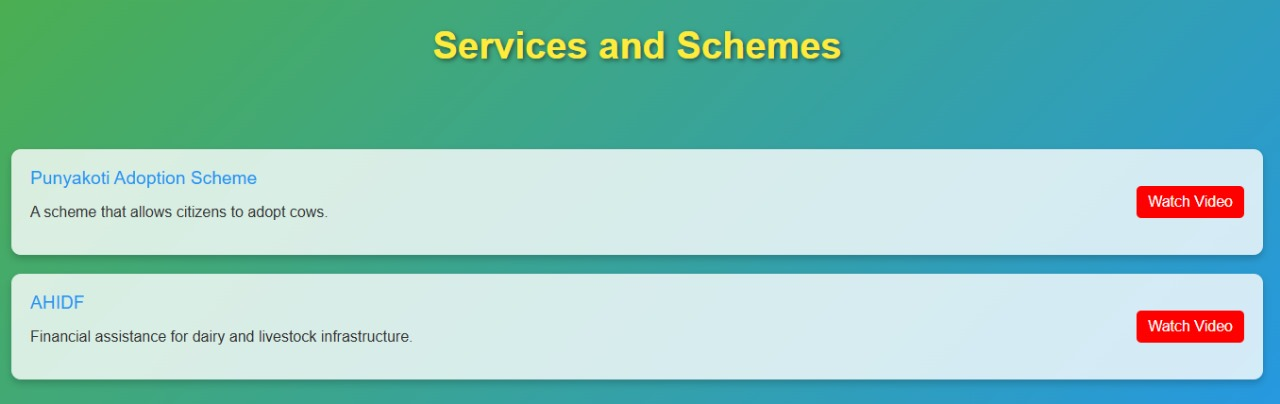 Services and Schemes
Punyakoti Adoption Scheme
A scheme that allows citizens to adopt cows.
Watch Video
AHIDF
Financial assistance for dairy and livestock infrastructure.
Watch Video